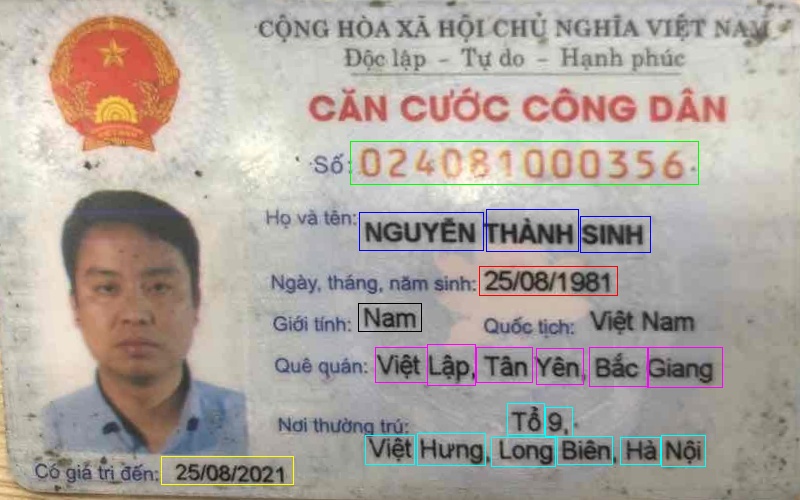 CỘNG HÒA XÃ HỘI CHỦ NGHĨA VIỆT NAM
Độc lập - Tự do - Hạnh phúc
CĂN CƯỚC CÔNG DÂN
Số: 024081000356
Họ và tên: NGUYỄN THÀNH SINH
Ngày, tháng, năm sinh: 25/08/1981
Giới tính: Nam Quốc tịch: Việt Nam
Quê quán: Việt Lập, Tân Yên, Bắc Giang
Nơi thường trú: Tổ 9,
Việt Hưng, Long Biên, Hà Nội
Có giá trị đến: 25/08/2021